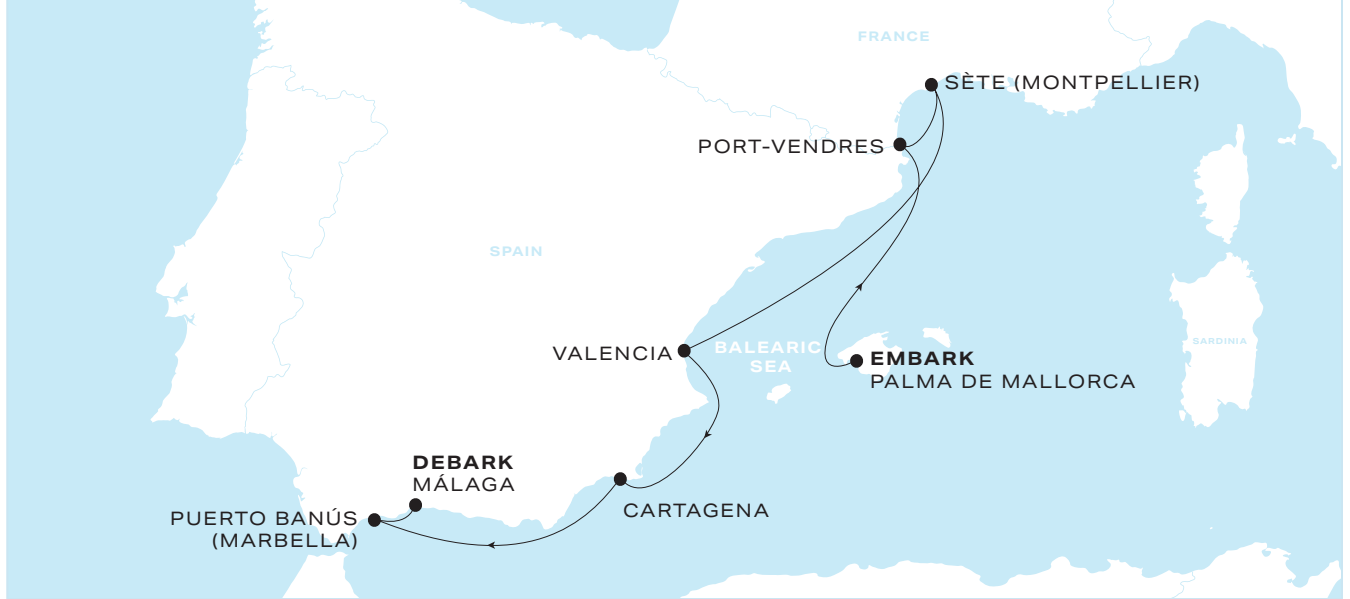 FRANCE
SÈTE (MONTPELLIER)
PORT-VENDRES
SPAIN
SARDINIA
VALENCIA
BALEARIC
SEA
EMBARK
PALMA DE MALLORCA
DEBARK
MÁLAGA
CARTAGENA
PUERTO BANÚS
(MARBELLA)